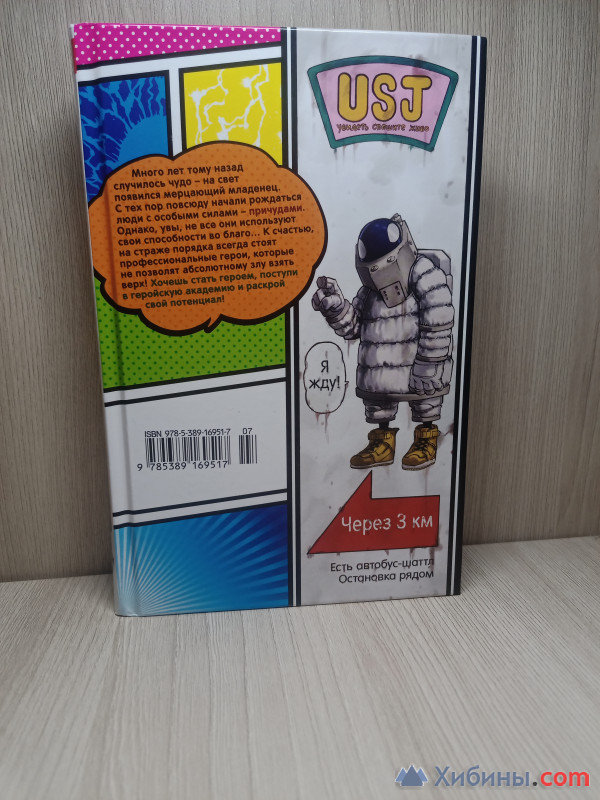 USJ
увидеть своими живо
Много лет тому назад
случилось чудо – на свет
появился мерцающий младенец.
С тех пор повсюду начали рождаться
люди с особыми силами – причудами.
Однако, увы, не все они используют
свои способности во благо... К счастью,
на страже порядка всегда стоят
профессиональные герои, которые
не позволят абсолютному злу взять
верх! Хочешь стать героем, поступи
в геройскую академию и раскрой
свой потенциал!
Я
жду!
ISBN 978-5-389-16951-7
07
9 785389 169517
Через 3 км
Есть автобус-шаттл
Остановка рядом
Хибины.com